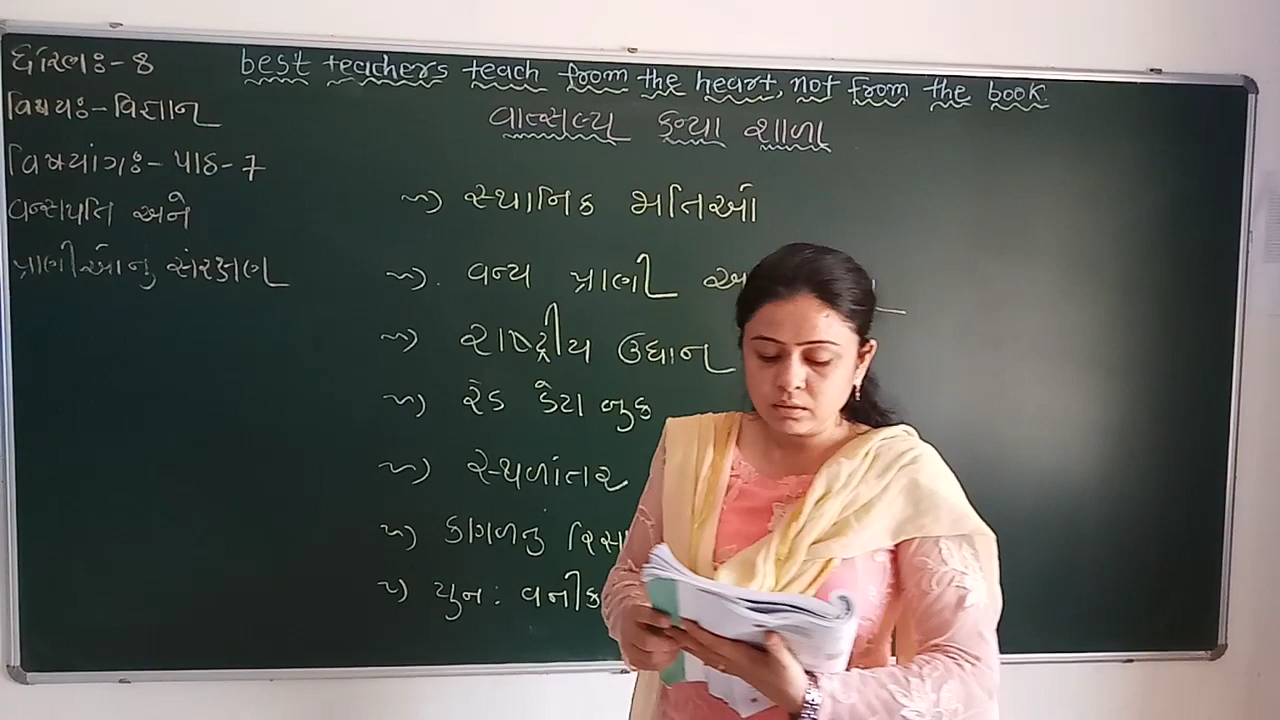 ધોરણઃ- 8
best teachers teach from the heart, not from the book.
વિષયઃ- વિજ્ઞાન
વાત્સલ્ય કન્યા શાળા
વિષયાંગઃ- પાઠ- 7
વનસ્પતિ અને
પ્રાણીઓનું સંરક્ષણ
~) સ્થાનિક જાતિઓ
~) વન્ય પ્રાણી અ
~) રાષ્ટ્રીય ઉદ્યાન
~) રેડ ડેટા બુક
~) સ્થળાંતર
~) કાગળનું રિસા
~) પુન: વનીક